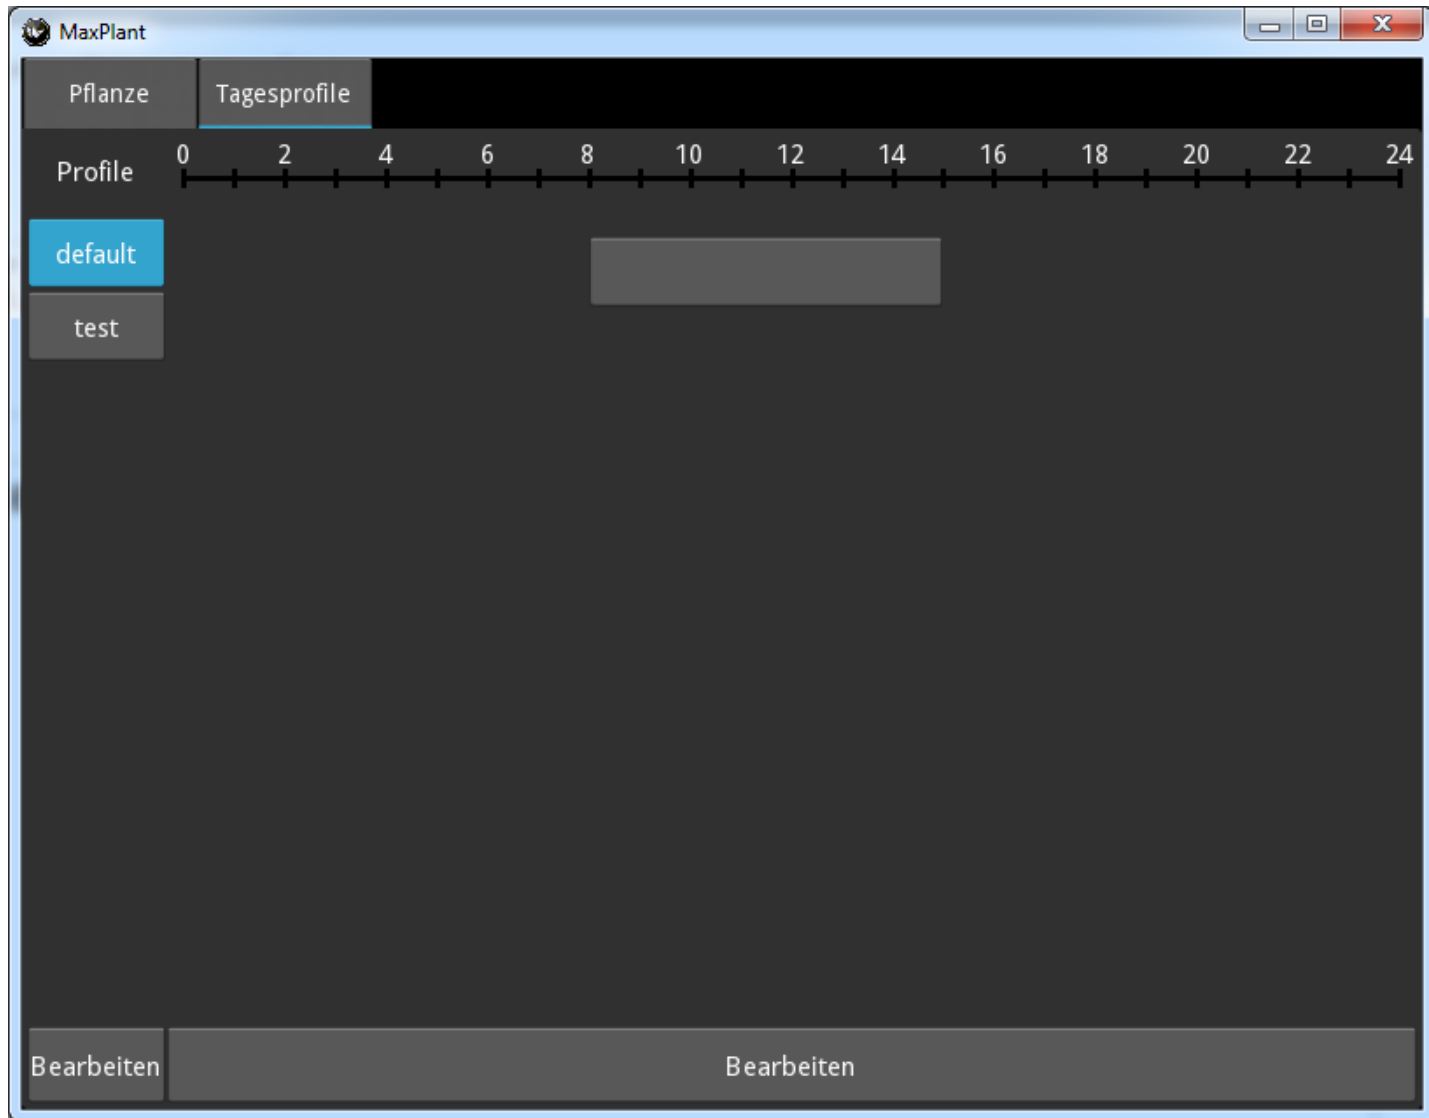 MaxPlant
Pflanze Tagesprofile
Profile 0 2 4 6 8 10 12 14 16 18 20 22 24
default
test
Bearbeiten Bearbeiten